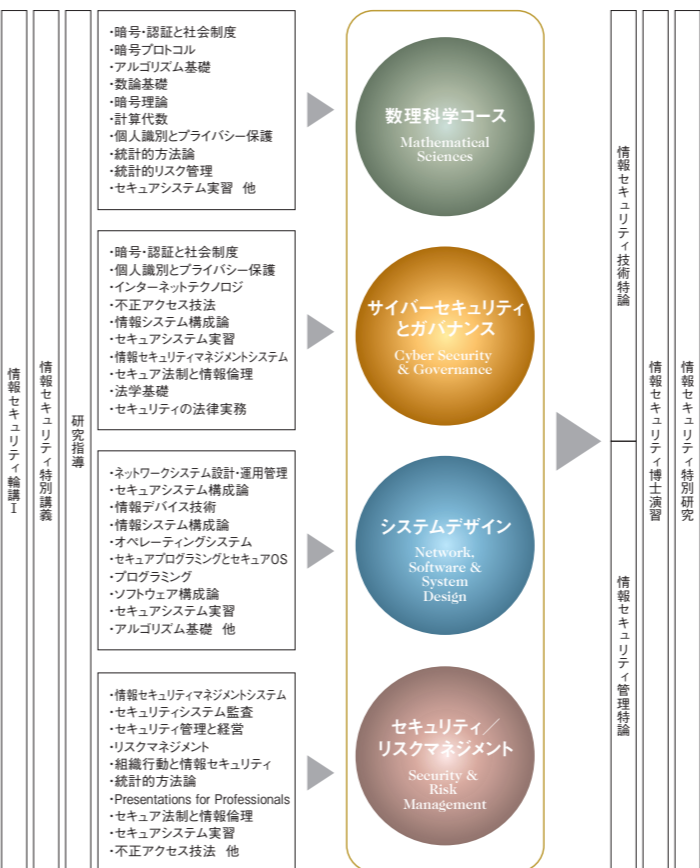 情報セキュリティ輪講Ⅰ
情報セキュリティ特別講義
研究指導
・暗号・認証と社会制度
・暗号プロトコル
・アルゴリズム基礎
・数論基礎
・暗号理論
・計算代数
・個人識別とプライバシー保護
・統計的方法論
・統計的リスク管理
・セキュアシステム実習 他
数理科学コース
Mathematical
Sciences
・暗号・認証と社会制度
・個人識別とプライバシー保護
・インターネットテクノロジ
・不正アクセス技法
・情報システム構成論
・セキュアシステム実習
・情報セキュリティマネジメントシステム
・セキュア法制と情報倫理
・法学基礎
・セキュリティの法律実務
サイバーセキュリティ
とガバナンス
Cyber Security
& Governance
・ネットワークシステム設計・運用管理
・セキュアシステム構成論
・情報デバイス技術
・情報システム構成論
・オペレーティングシステム
・セキュアプログラミングとセキュアOS
・プログラミング
・ソフトウェア構成論
・セキュアシステム実習
・アルゴリズム基礎 他
システムデザイン
Network,
Software &
System
Design
・情報セキュリティマネジメントシステム
・セキュリティシステム監査
・セキュリティ管理と経営
・リスクマネジメント
・組織行動と情報セキュリティ
・統計的方法論
・Presentations for Professionals
・セキュア法制と情報倫理
・セキュアシステム実習
・不正アクセス技法 他
セキュリティ／
リスクマネジメント
Security &
Risk
Management
情報セキュリティ技術特論
情報セキュリティ管理特論
情報セキュリティ博士演習
情報セキュリティ特別研究